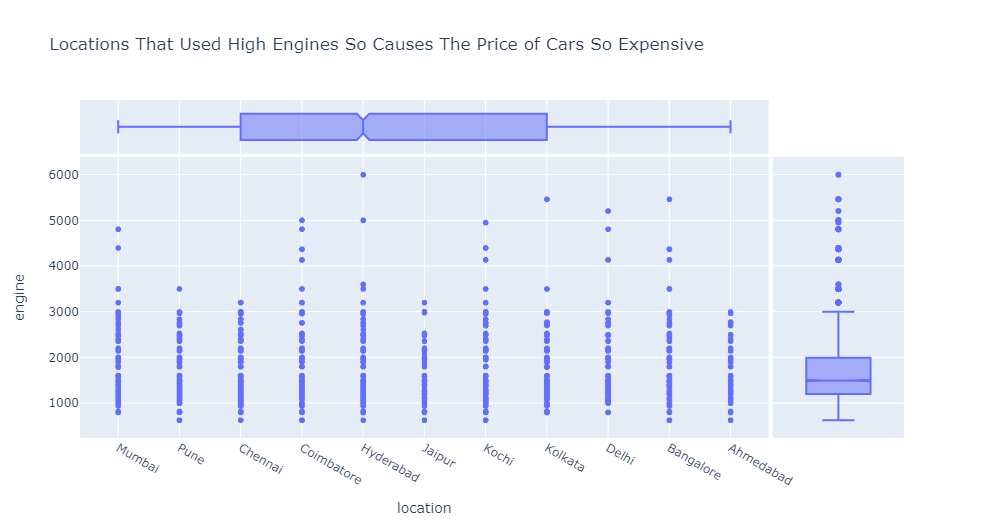 Locations That Used High Engines So Causes The Price of Cars So Expensive
6000
5000
4000
3000
2000
1000
engine
Mumbai
Pune
Chennai
Coimbatore
Hyderabad
Jaipur
Kochi
Kolkata
Delhi
Bangalore
Ahmedabad
location